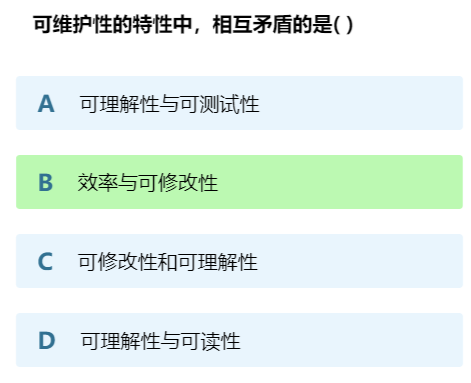 可维护性的特性中，相互矛盾的是( )
A 可理解性与可测试性
B 效率与可修改性
C 可修改性和可理解性
D 可理解性与可读性